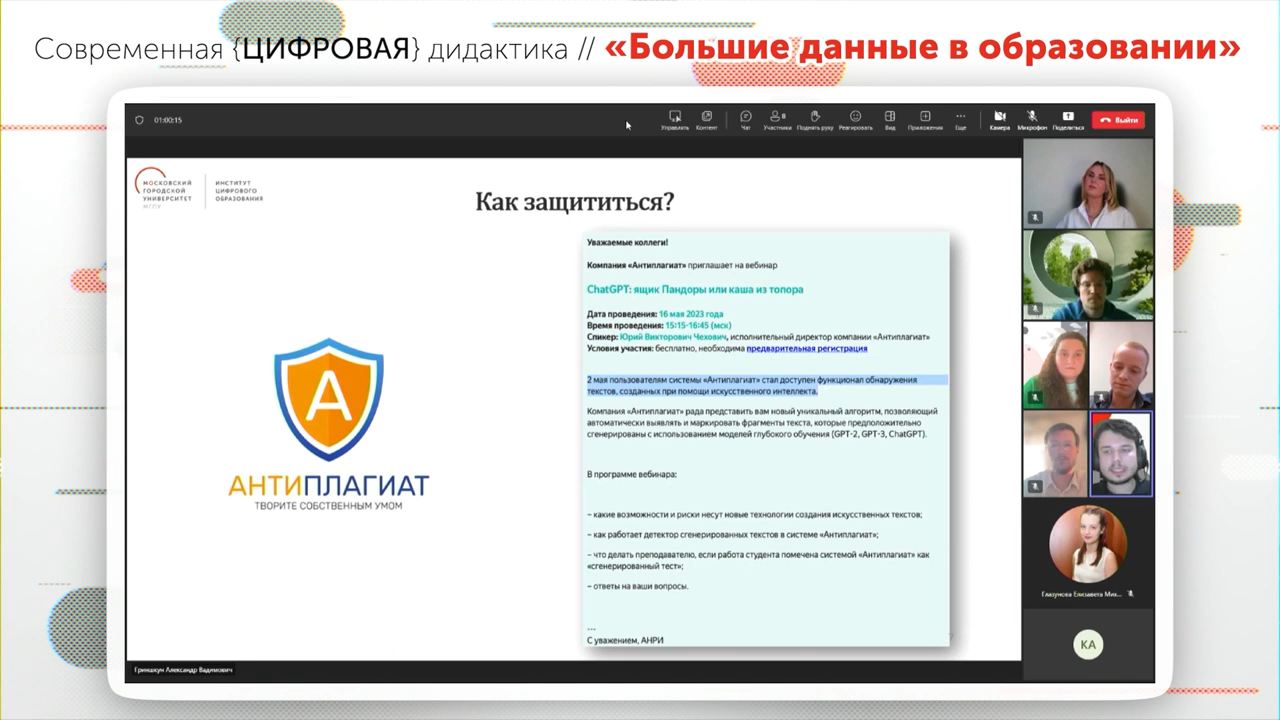 Современная {ЦИФРОВАЯ} дидактика // «Большие данные в образовании»
01:00:15
Управлять
Контент
Чат
8
Участники
Поднять руку
Реагировать
Вид
Приложения
Еще
Камера
Микрофон
Поделиться
Выйти
МОСКОВСКИЙ
ГОРОДСКОЙ
УНИВЕРСИТЕТ
МГПУ
ИНСТИТУТ
ЦИФРОВОГО
ОБРАЗОВАНИЯ
Как защититься?
А
АНТИПЛАГИАТ
ТВОРИТЕ СОБСТВЕННЫМ УМОМ
Уважаемые коллеги!
Компания «Антиплагиат» приглашает на вебинар
ChatGPT: ящик Пандоры или каша из топора
Дата проведения: 16 мая 2023 года
Время проведения: 15:15-16:45 (мск)
Спикер: Юрий Викторович Чехович, исполнительный директор компании «Антиплагиат»
Условия участия: бесплатно, необходима предварительная регистрация
2 мая пользователям системы «Антиплагиат» стал доступен функционал обнаружения
текстов, созданных при помощи искусственного интеллекта.
Компания «Антиплагиат» рада представить вам новый уникальный алгоритм, позволяющий
автоматически выявлять и маркировать фрагменты текста, которые предположительно
сгенерированы с использованием моделей глубокого обучения (GPT-2, GPT-3, ChatGPT).
В программе вебинара:
– какие возможности и риски несут новые технологии создания искусственных текстов;
– как работает детектор сгенерированных текстов в системе «Антиплагиат»;
– что делать преподавателю, если работа студента помечена системой «Антиплагиат» как
«сгенерированный тест»;
– ответы на ваши вопросы.
---
С уважением, АНРИ
7
Глазунова Елизавета Мих...
КА
Гриншкун Александр Вадимович